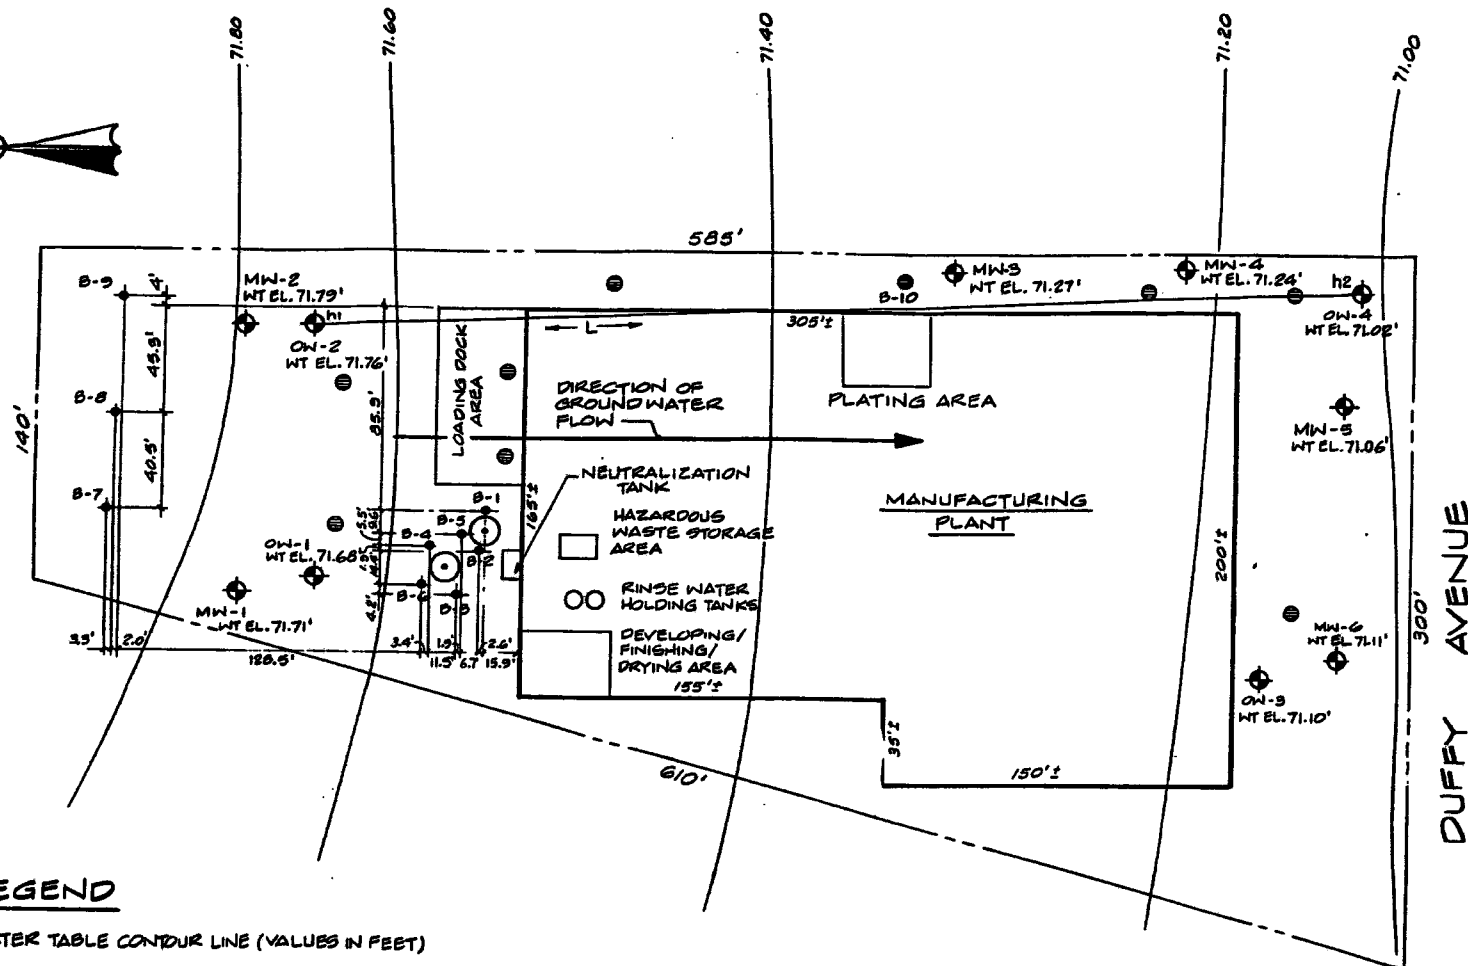 71.80
71.60
71.40
71.20
71.00
585'
B-9
4'
MW-2
WT EL. 71.79'
h1
OW-2
WT EL. 71.76'
45.3'
B-8
40.5'
B-7
140'
85.9'
LOADING DOCK
AREA
L
305'±
B-10
MW-3
WT EL. 71.27'
MW-4
WT EL. 71.24'
h2
OW-4
WT EL. 71.02'
DIRECTION OF
GROUNDWATER
FLOW
PLATING AREA
MW-5
WT EL. 71.06'
NEUTRALIZATION
TANK
MANUFACTURING
PLANT
165'±
HAZARDOUS
WASTE STORAGE
AREA
RINSE WATER
HOLDING TANKS
DEVELOPING/
FINISHING/
DRYING AREA
B-1
B-5
B-4
B-2
B-6
B-3
4.2'
OW-1
WT EL. 71.68'
MW-1
WT EL. 71.71'
3.5'
2.0'
128.5'
3.4'
11.5'
1.9'
6.7'
2.6'
15.9'
155'±
35'±
150'±
200'±
MW-6
WT EL. 71.11'
OW-3
WT EL. 71.10'
300'
DUFFY AVENUE
610'
EGEND
TER TABLE CONTOUR LINE (VALUES IN FEET)